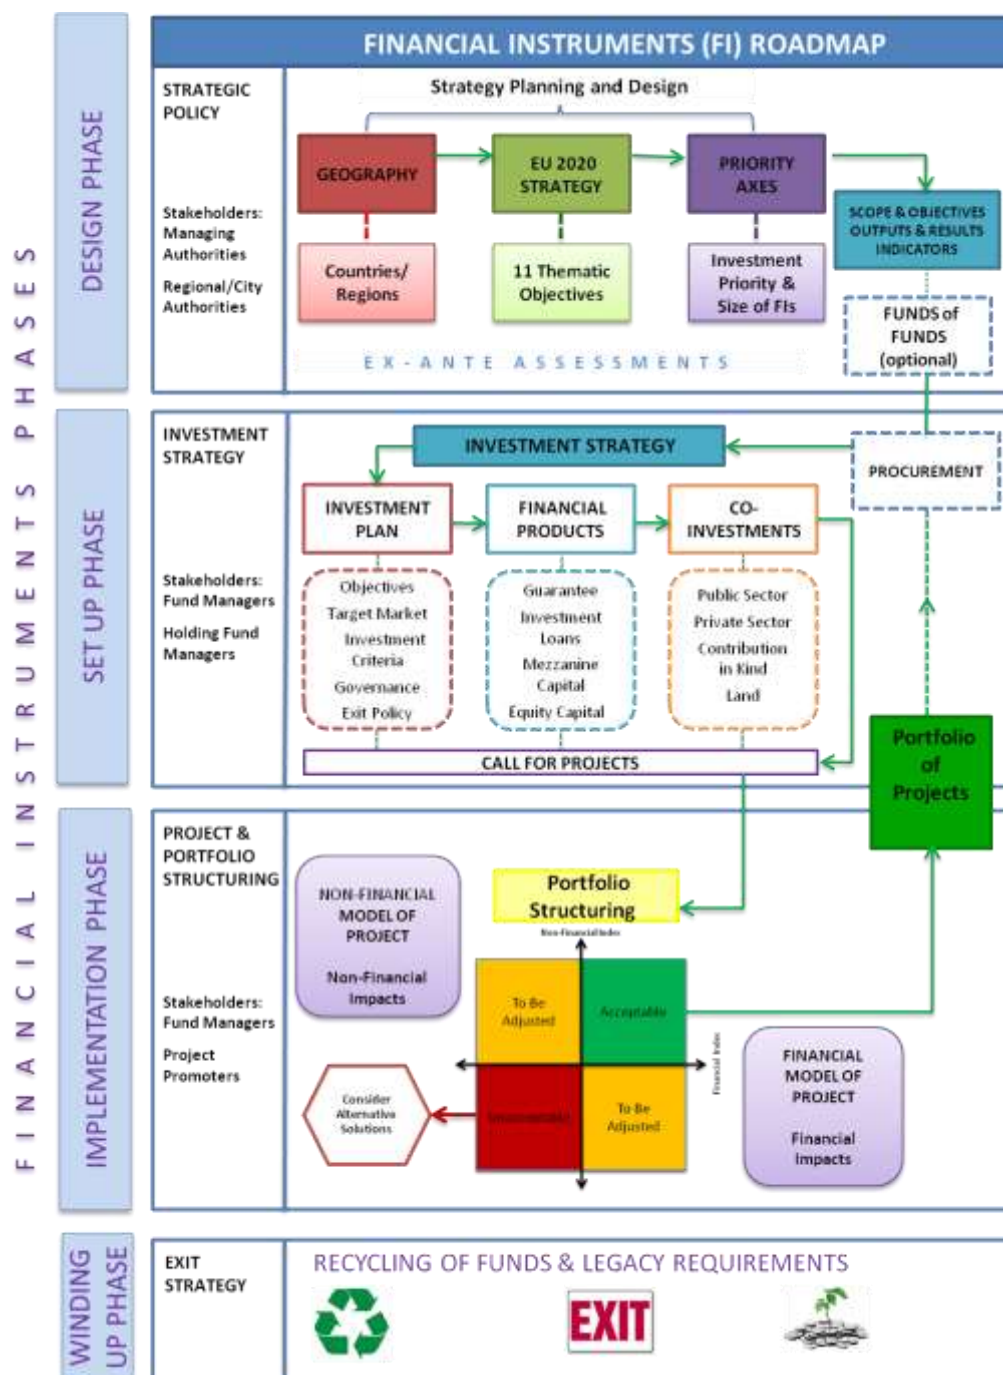 FINANCIAL INSTRUMENTS PHASES
DESIGN PHASE
FINANCIAL INSTRUMENTS (FI) ROADMAP
STRATEGIC
POLICY
Stakeholders:
Managing
Authorities
Regional/City
Authorities
Strategy Planning and Design
GEOGRAPHY
EU 2020
STRATEGY
PRIORITY
AXES
SCOPE & OBJECTIVES
OUTPUTS & RESULTS
INDICATORS
Countries/
Regions
11 Thematic
Objectives
Investment
Priority &
Size of FIs
FUNDS of
FUNDS
(optional)
EX-ANTE ASSESSMENTS
SET UP PHASE
INVESTMENT
STRATEGY
Stakeholders:
Fund Managers
Holding Fund
Managers
INVESTMENT STRATEGY
PROCUREMENT
INVESTMENT
PLAN
FINANCIAL
PRODUCTS
CO-
INVESTMENTS
Objectives
Target Market
Investment
Criteria
Governance
Exit Policy
Guarantee
Investment
Loans
Mezzanine
Capital
Equity Capital
Public Sector
Private Sector
Contribution
in Kind
Land
CALL FOR PROJECTS
Portfolio
of
Projects
IMPLEMENTATION PHASE
PROJECT &
PORTFOLIO
STRUCTURING
Stakeholders:
Fund Managers
Project
Promoters
NON-FINANCIAL
MODEL OF
PROJECT
Non-Financial
Impacts
Portfolio
Structuring
Non-Financial Index
To Be
Adjusted
Acceptable
Financial Index
Unacceptable
To Be
Adjusted
Consider
Alternative
Solutions
FINANCIAL
MODEL OF
PROJECT
Financial
Impacts
WINDING
UP PHASE
EXIT
STRATEGY
RECYCLING OF FUNDS & LEGACY REQUIREMENTS
EXIT